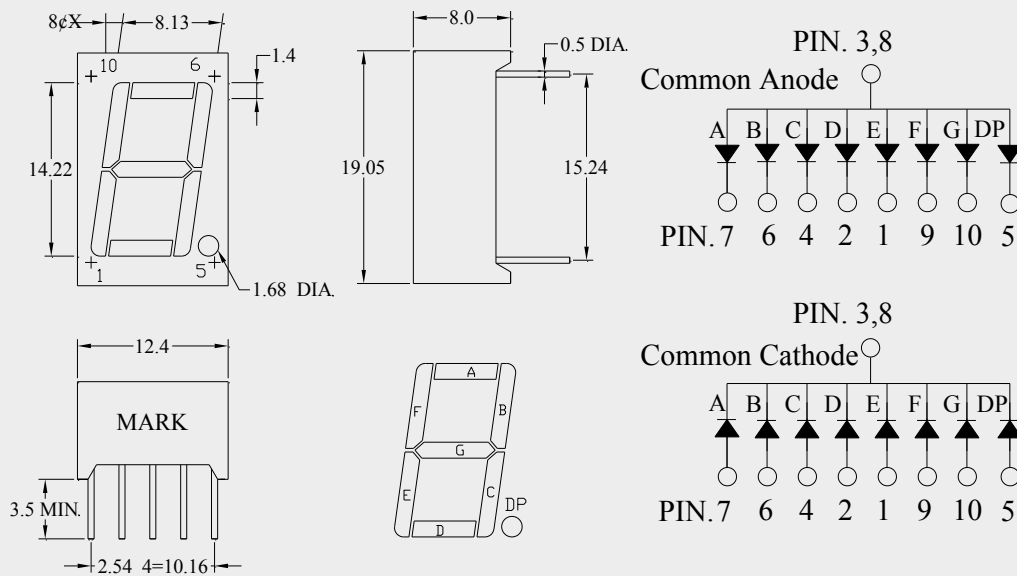 8¢X
8.13
10
6
1.4
14.22
1
5
1.68 DIA.
8.0
0.5 DIA.
19.05
15.24
PIN. 3,8
Common Anode
A B C D E F G DP
PIN. 7 6 4 2 1 9 10 5
12.4
MARK
3.5 MIN.
2.54 4=10.16
A
F
B
G
E
C
DP
D
PIN. 3,8
Common Cathode
A B C D E F G DP
PIN. 7 6 4 2 1 9 10 5